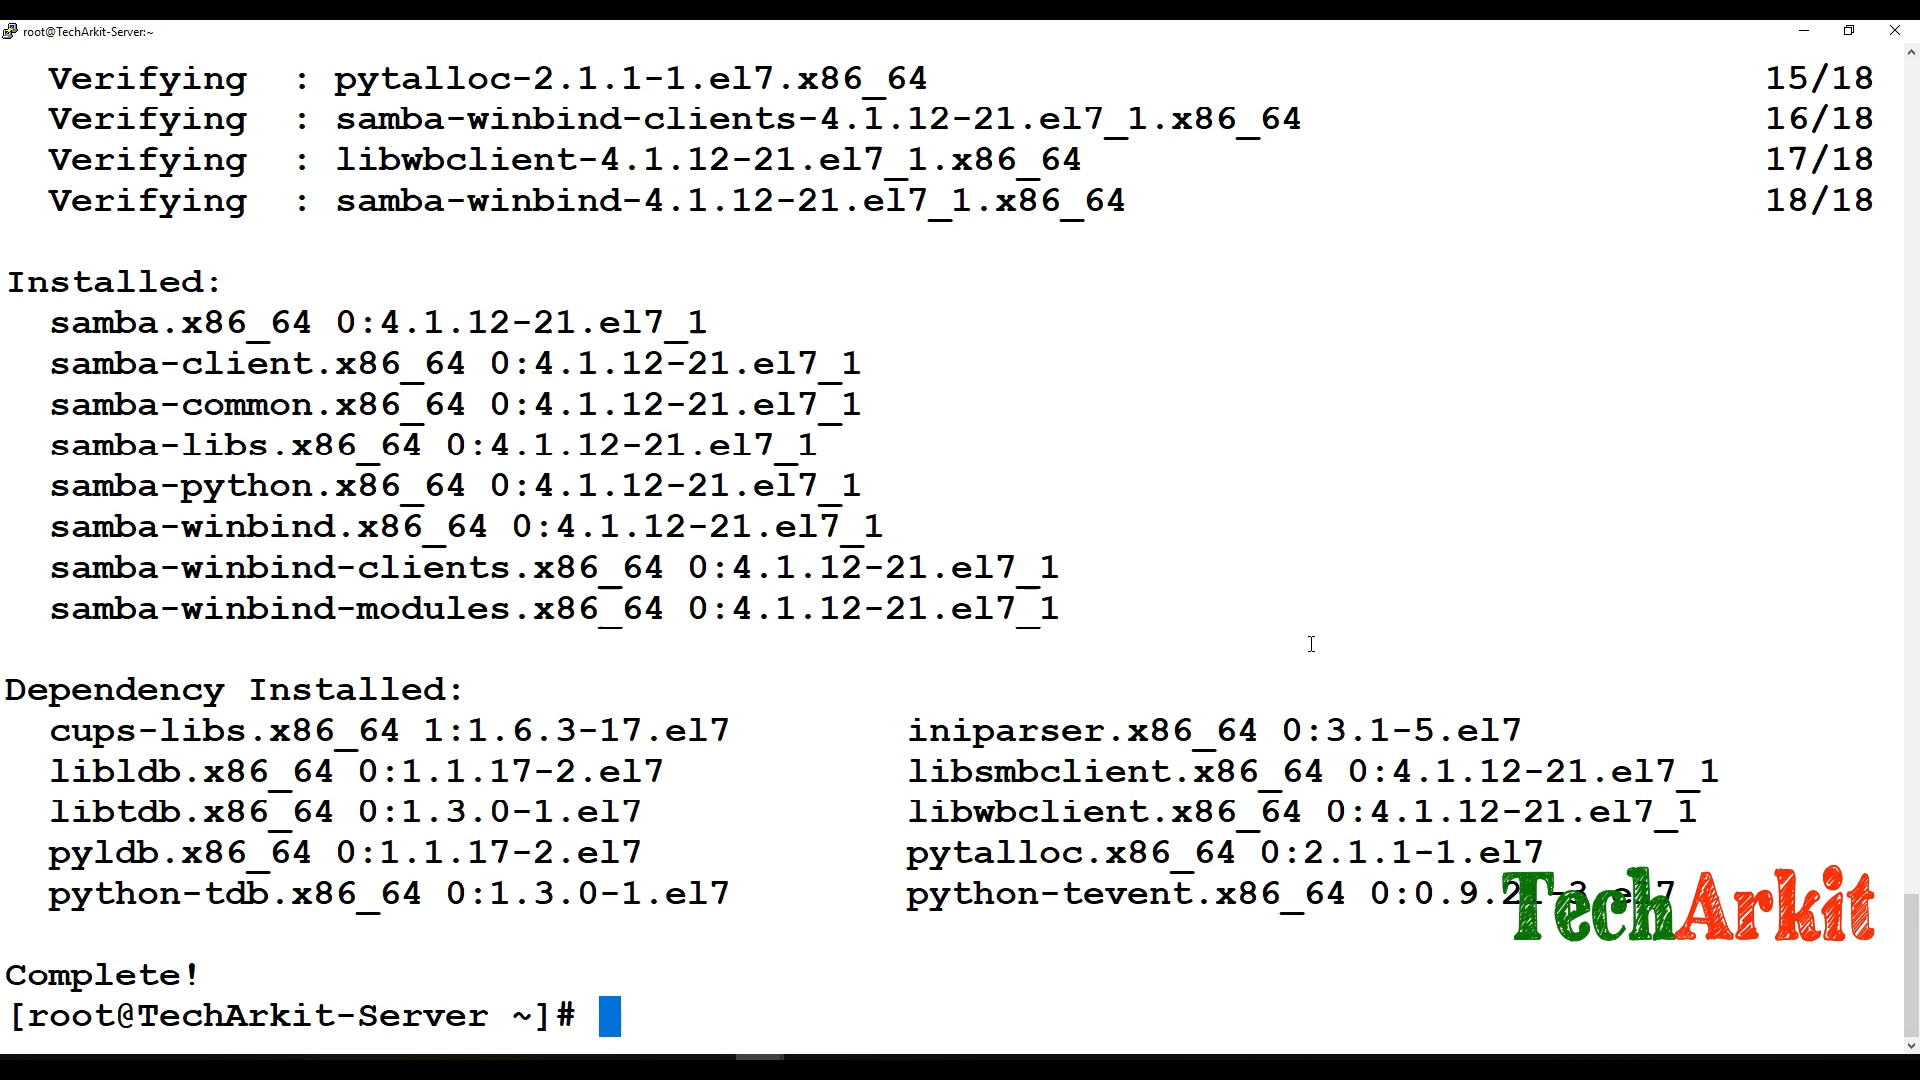 root@TechArkit-Server:~
Verifying : pytalloc-2.1.1-1.el7.x86_64 15/18
Verifying : samba-winbind-clients-4.1.12-21.el7_1.x86_64 16/18
Verifying : libwbclient-4.1.12-21.el7_1.x86_64 17/18
Verifying : samba-winbind-4.1.12-21.el7_1.x86_64 18/18
Installed:
samba.x86_64 0:4.1.12-21.el7_1
samba-client.x86_64 0:4.1.12-21.el7_1
samba-common.x86_64 0:4.1.12-21.el7_1
samba-libs.x86_64 0:4.1.12-21.el7_1
samba-python.x86_64 0:4.1.12-21.el7_1
samba-winbind.x86_64 0:4.1.12-21.el7_1
samba-winbind-clients.x86_64 0:4.1.12-21.el7_1
samba-winbind-modules.x86_64 0:4.1.12-21.el7_1
Dependency Installed:
cups-libs.x86_64 1:1.6.3-17.el7 iniparser.x86_64 0:3.1-5.el7
libldb.x86_64 0:1.1.17-2.el7 libsmbclient.x86_64 0:4.1.12-21.el7_1
libtdb.x86_64 0:1.3.0-1.el7 libwbclient.x86_64 0:4.1.12-21.el7_1
pyldb.x86_64 0:1.1.17-2.el7 pytalloc.x86_64 0:2.1.1-1.el7
python-tdb.x86_64 0:1.3.0-1.el7 python-tevent.x86_64
TechArkit
Complete!
[root@TechArkit-Server ~]#